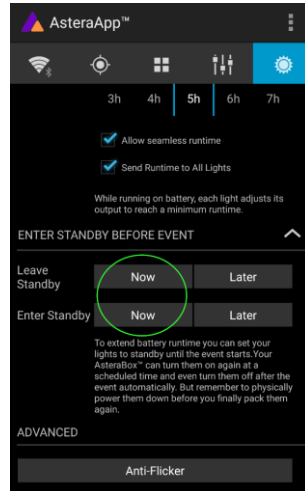 AsteraApp™
3h 4h 5h 6h 7h
Allow seamless runtime
Send Runtime to All Lights
While running on battery, each light adjusts its
output to reach a minimum runtime.
ENTER STANDBY BEFORE EVENT
Leave
Standby
Now Later
Enter Standby Now Later
To extend battery runtime you can set your
lights to standby until the event starts.Your
AsteraBox™ can turn them on again at a
scheduled time and even turn them off after the
event automatically. But remember to physically
power them down before you finally pack them
again.
ADVANCED
Anti-Flicker